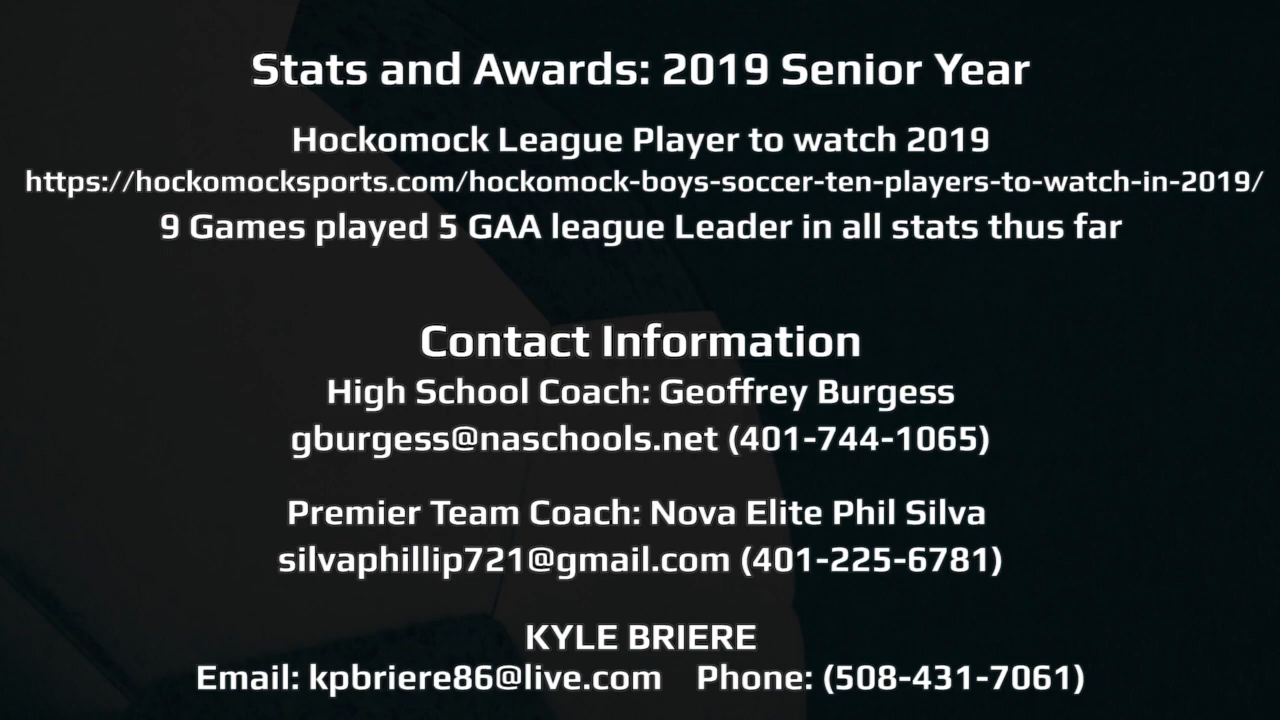 Stats and Awards: 2019 Senior Year
Hockomock League Player to watch 2019
https://hockomocksports.com/hockomock-boys-soccer-ten-players-to-watch-in-2019/
9 Games played 5 GAA league Leader in all stats thus far
Contact Information
High School Coach: Geoffrey Burgess
gburgess@naschools.net (401-744-1065)
Premier Team Coach: Nova Elite Phil Silva
silvaphillip721@gmail.com (401-225-6781)
KYLE BRIERE
Email: kpbriere86@live.com Phone: (508-431-7061)